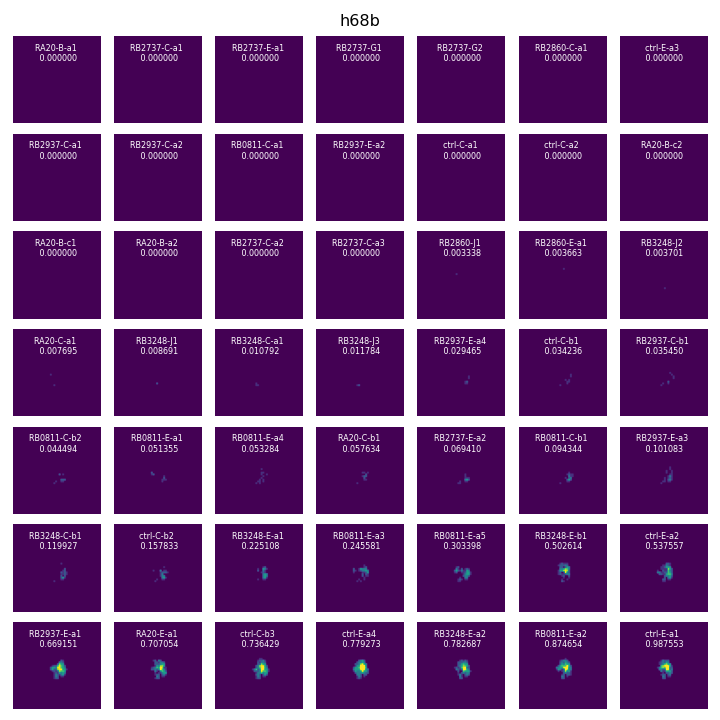 h68b
RA20-B-a1
0.000000
RB2737-C-a1
0.000000
RB2737-E-a1
0.000000
RB2737-G1
0.000000
RB2737-G2
0.000000
RB2860-C-a1
0.000000
ctrl-E-a3
0.000000
RB2937-C-a1
0.000000
RB2937-C-a2
0.000000
RB0811-C-a1
0.000000
RB2937-E-a2
0.000000
ctrl-C-a1
0.000000
ctrl-C-a2
0.000000
RA20-B-c2
0.000000
RA20-B-c1
0.000000
RA20-B-a2
0.000000
RB2737-C-a2
0.000000
RB2737-C-a3
0.000000
RB2860-J1
0.003338
RB2860-E-a1
0.003663
RB3248-J2
0.003701
RA20-C-a1
0.007695
RB3248-J1
0.008691
RB3248-C-a1
0.010792
RB3248-J3
0.011784
RB2937-E-a4
0.029465
ctrl-C-b1
0.034236
RB2937-C-b1
0.035450
RB0811-C-b2
0.044494
RB0811-E-a1
0.051355
RB0811-E-a4
0.053284
RA20-C-b1
0.057634
RB2737-E-a2
0.069410
RB0811-C-b1
0.094344
RB2937-E-a3
0.101083
RB3248-C-b1
0.119927
ctrl-C-b2
0.157833
RB3248-E-a1
0.225108
RB0811-E-a3
0.245581
RB0811-E-a5
0.303398
RB3248-E-b1
0.502614
ctrl-E-a2
0.537557
RB2937-E-a1
0.669151
RA20-E-a1
0.707054
ctrl-C-b3
0.736429
ctrl-E-a4
0.779273
RB3248-E-a2
0.782687
RB0811-E-a2
0.874654
ctrl-E-a1
0.987553